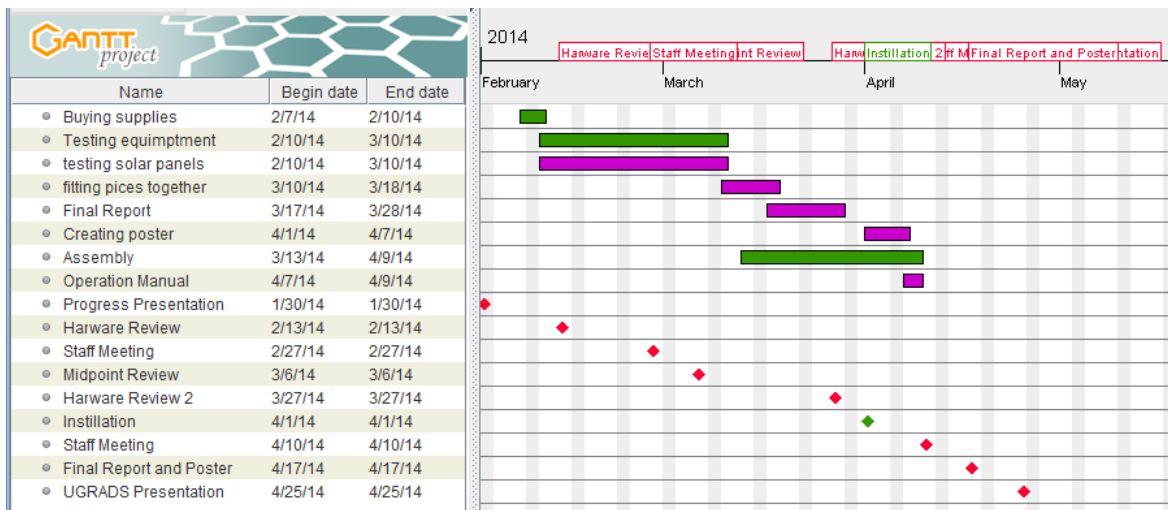 GANTT
project
2014
Harware Revie Staff Meeting int Review Harw Instillation 2 ff M Final Report and Poster ntation
February March April May
Name Begin date End date
Buying supplies 2/7/14 2/10/14
Testing equimptment 2/10/14 3/10/14
testing solar panels 2/10/14 3/10/14
fitting pices together 3/10/14 3/18/14
Final Report 3/17/14 3/28/14
Creating poster 4/1/14 4/7/14
Assembly 3/13/14 4/9/14
Operation Manual 4/7/14 4/9/14
Progress Presentation 1/30/14 1/30/14
Harware Review 2/13/14 2/13/14
Staff Meeting 2/27/14 2/27/14
Midpoint Review 3/6/14 3/6/14
Harware Review 2 3/27/14 3/27/14
Instillation 4/1/14 4/1/14
Staff Meeting 4/10/14 4/10/14
Final Report and Poster 4/17/14 4/17/14
UGRADS Presentation 4/25/14 4/25/14